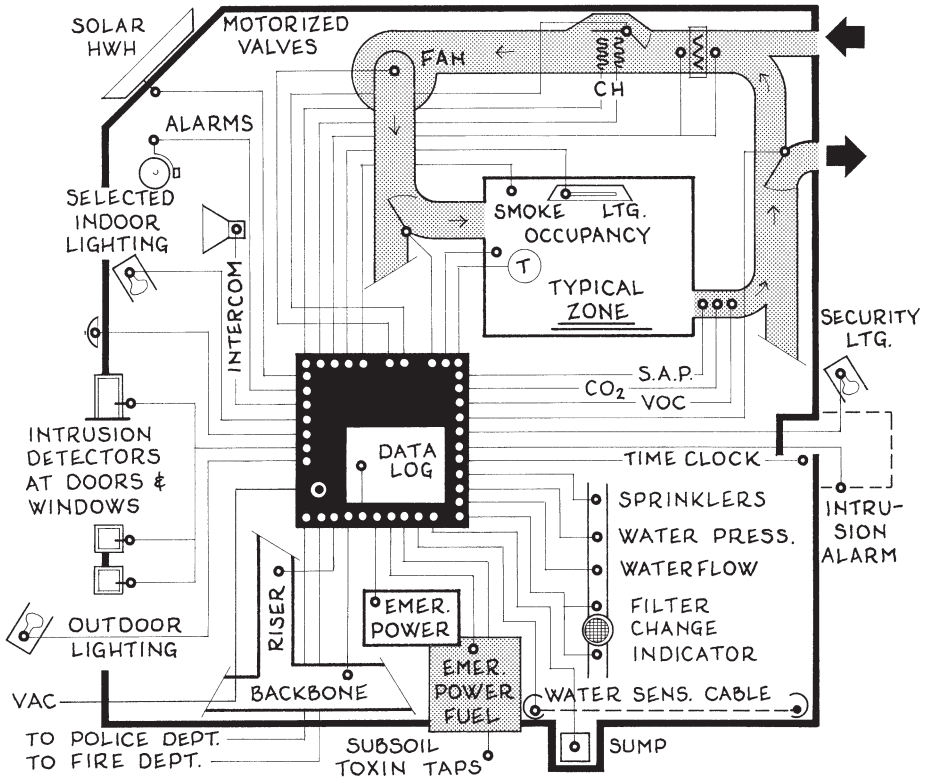 SOLAR
HWH
MOTORIZED
VALVES
FAH
CH
ALARMS
SELECTED
INDOOR
LIGHTING
INTERCOM
SMOKE LTG.
OCCUPANCY
T
TYPICAL
ZONE
SECURITY
LTG.
S.A.P.
CO2
VOC
INTRUSION
DETECTORS
AT DOORS &
WINDOWS
DATA
LOG
TIME CLOCK
INTRU-
SION
ALARM
SPRINKLERS
WATER PRESS.
WATERFLOW
FILTER
CHANGE
INDICATOR
OUTDOOR
LIGHTING
RISER
EMER.
POWER
EMER
POWER
FUEL
BACKBONE
WATER SENS. CABLE
VAC
TO POLICE DEPT.
TO FIRE DEPT.
SUBSOIL
TOXIN TAPS
SUMP